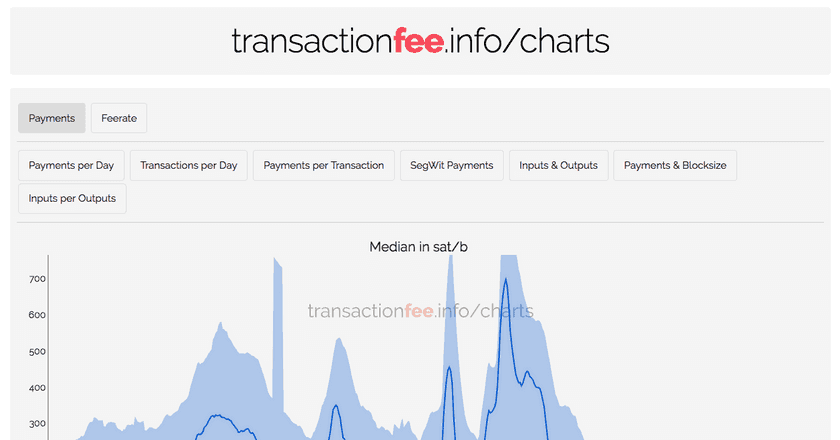 transactionfee.info/charts
Payments Feerate
Payments per Day Transactions per Day Payments per Transaction SegWit Payments Inputs & Outputs Payments & Blocksize
Inputs per Outputs
Median in sat/b
700
transactionfee.info/charts
600
500
400
300